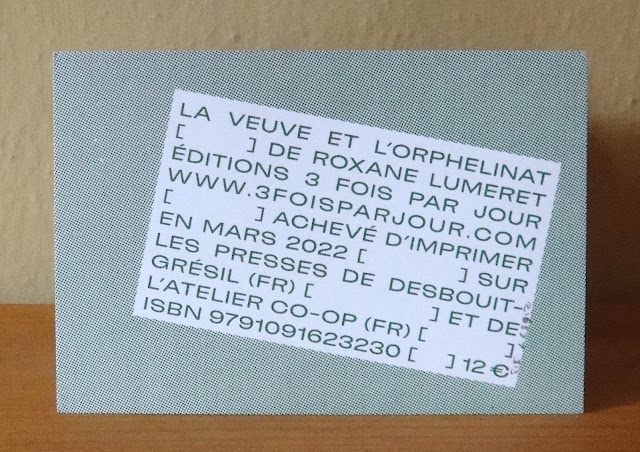 LA VEUVE ET L'ORPHELINAT
[ ] DE ROXANE LUMERET
ÉDITIONS 3 FOIS PAR JOUR
WWW.3FOISPARJOUR.COM
[ ] ACHEVÉ D'IMPRIMER
EN MARS 2022 [ ] SUR
LES PRESSES DE DESBOUIT-
GRÉSIL (FR) [ ] ET DE
L'ATELIER CO-OP (FR) [ ]
ISBN 9791091623230 [ ] 12 €